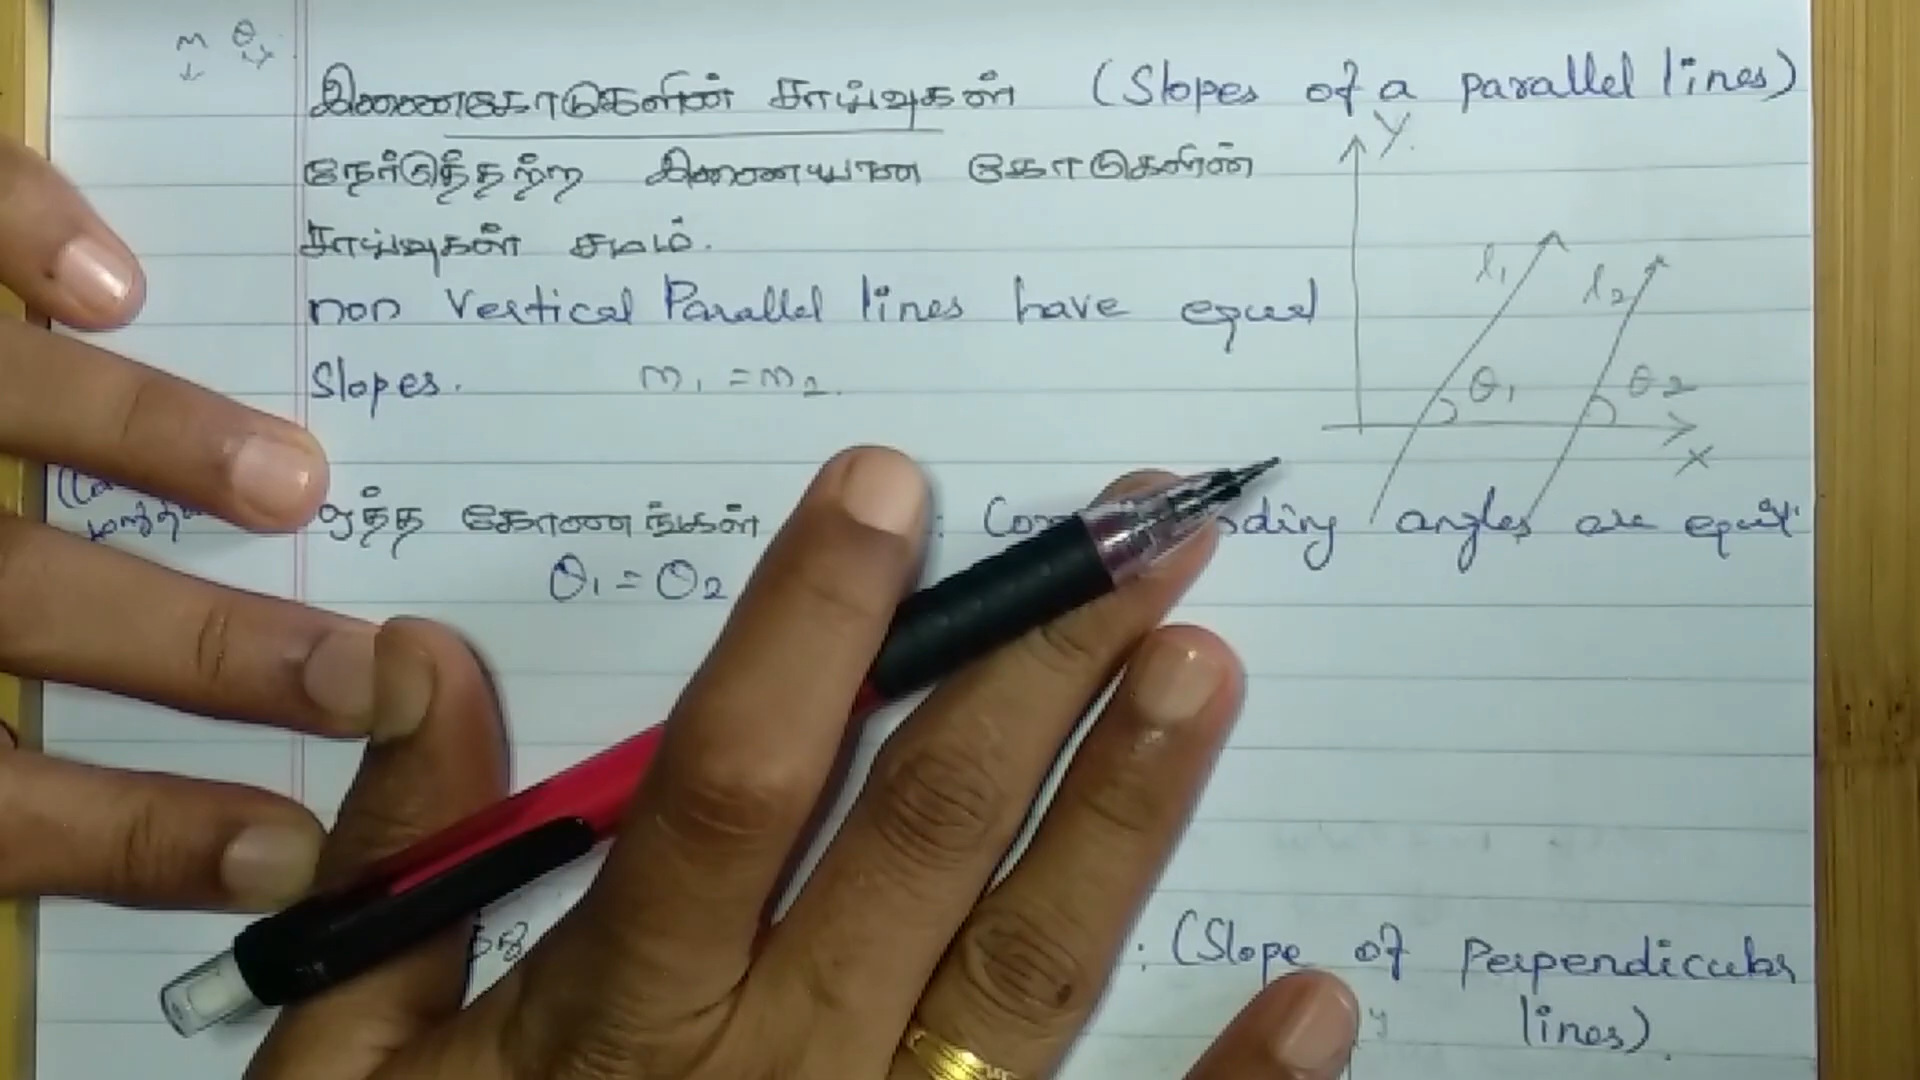 m θ
இணைகோடுகளின் சாய்வுகள் (Slopes of a parallel lines)
நேர்குத்தற்ற இணையான கோடுகளின்
சாய்வுகள் சமம்.
non Vertical Parallel lines have equal
Slopes. m₁ = m₂.
Y
l₁ l₂
θ₁ θ₂
X
ஒத்த கோணங்கள் : angles are equal
θ₁ = θ₂
: (Slope of Perpendicular
lines).
y